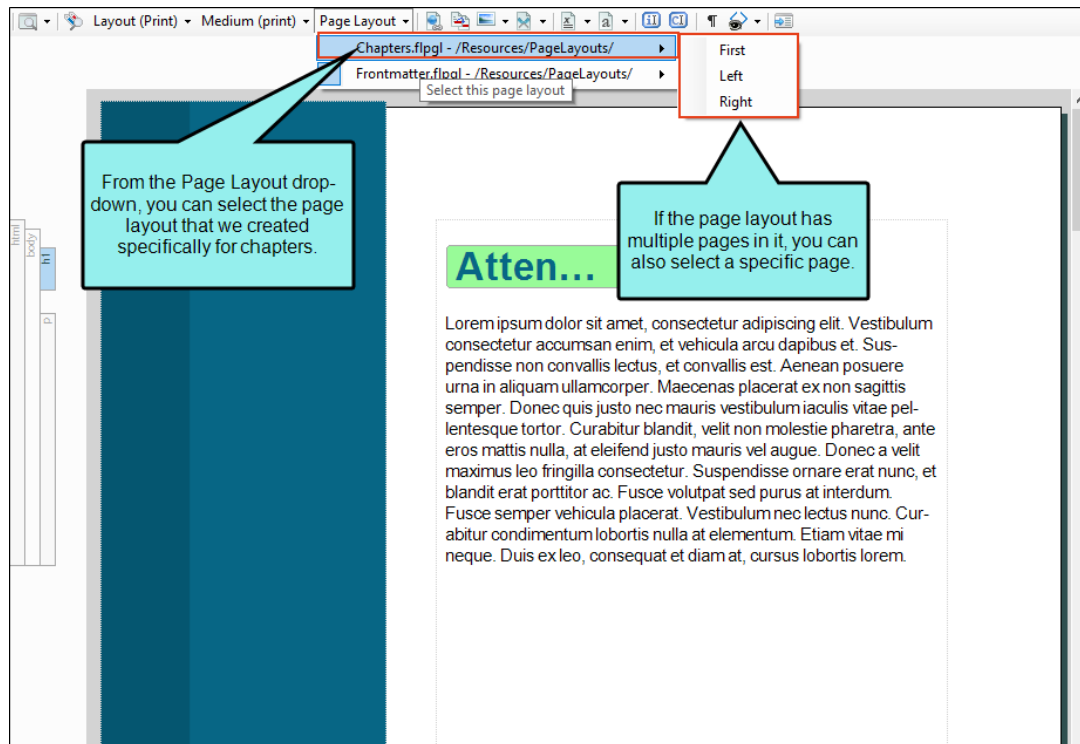 Layout (Print) Medium (print) Page Layout
Chapters.flpgl - /Resources/PageLayouts/
Frontmatter.flpgl - /Resources/PageLayouts/
Select this page layout
First
Left
Right
From the Page Layout drop-
down, you can select the page
layout that we created
specifically for chapters.
If the page layout has
multiple pages in it, you can
also select a specific page.
html
body
h1
p
Atten...
Lorem ipsum dolor sit amet, consectetur adipiscing elit. Vestibulum
consectetur accumsan enim, et vehicula arcu dapibus et. Sus-
pendisse non convallis lectus, et convallis est. Aenean posuere
urna in aliquam ullamcorper. Maecenas placerat ex non sagittis
semper. Donec quis justo nec mauris vestibulum iaculis vitae pel-
lentesque tortor. Curabitur blandit, velit non molestie pharetra, ante
eros mattis nulla, at eleifend justo mauris vel augue. Donec a velit
maximus leo fringilla consectetur. Suspendisse ornare erat nunc, et
blandit erat porttitor ac. Fusce volutpat sed purus at interdum.
Fusce semper vehicula placerat. Vestibulum nec lectus nunc. Cur-
abitur condimentum lobortis nulla at elementum. Etiam vitae mi
neque. Duis ex leo, consequat et diam at, cursus lobortis lorem.